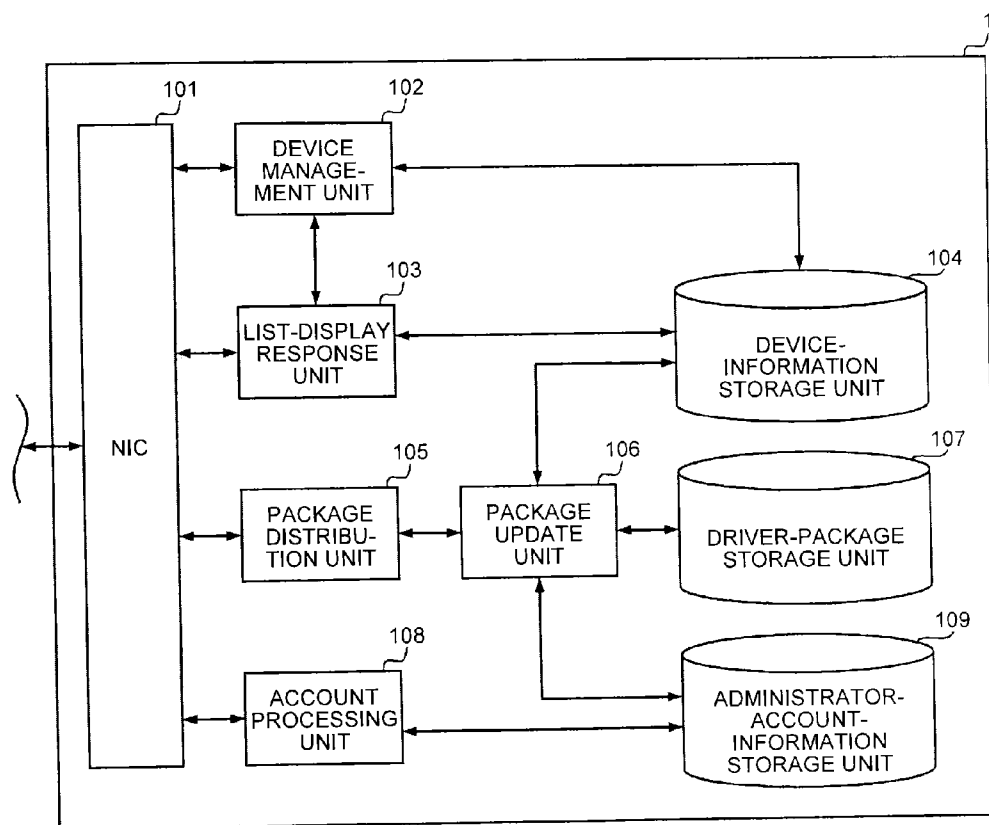 1
101
NIC
102
DEVICE
MANAGE-
MENT UNIT
103
LIST-DISPLAY
RESPONSE
UNIT
104
DEVICE-
INFORMATION
STORAGE UNIT
105
PACKAGE
DISTRIBU-
TION UNIT
106
PACKAGE
UPDATE
UNIT
107
DRIVER-PACKAGE
STORAGE UNIT
108
ACCOUNT
PROCESSING
UNIT
109
ADMINISTRATOR-
ACCOUNT-
INFORMATION
STORAGE UNIT